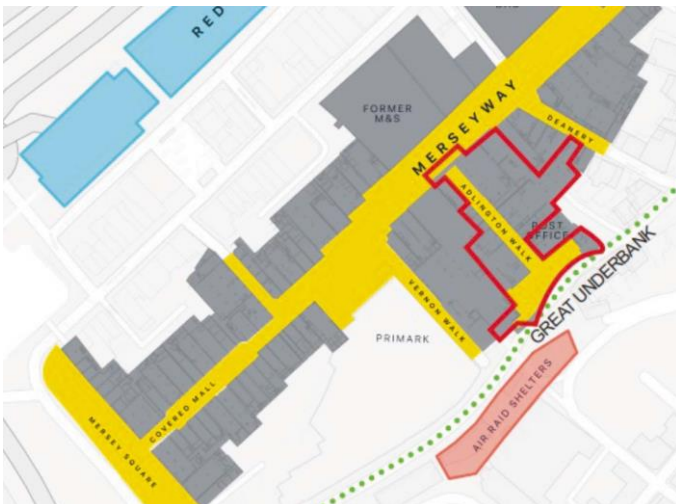 RED
FORMER
M&S
MERSEYWAY
DEANERY
ADLINGTON WALK
POST
OFFICE
GREAT UNDERBANK
VERNON WALK
PRIMARK
AIR RAID SHELTERS
COVERED MALL
MERSEY SQUARE